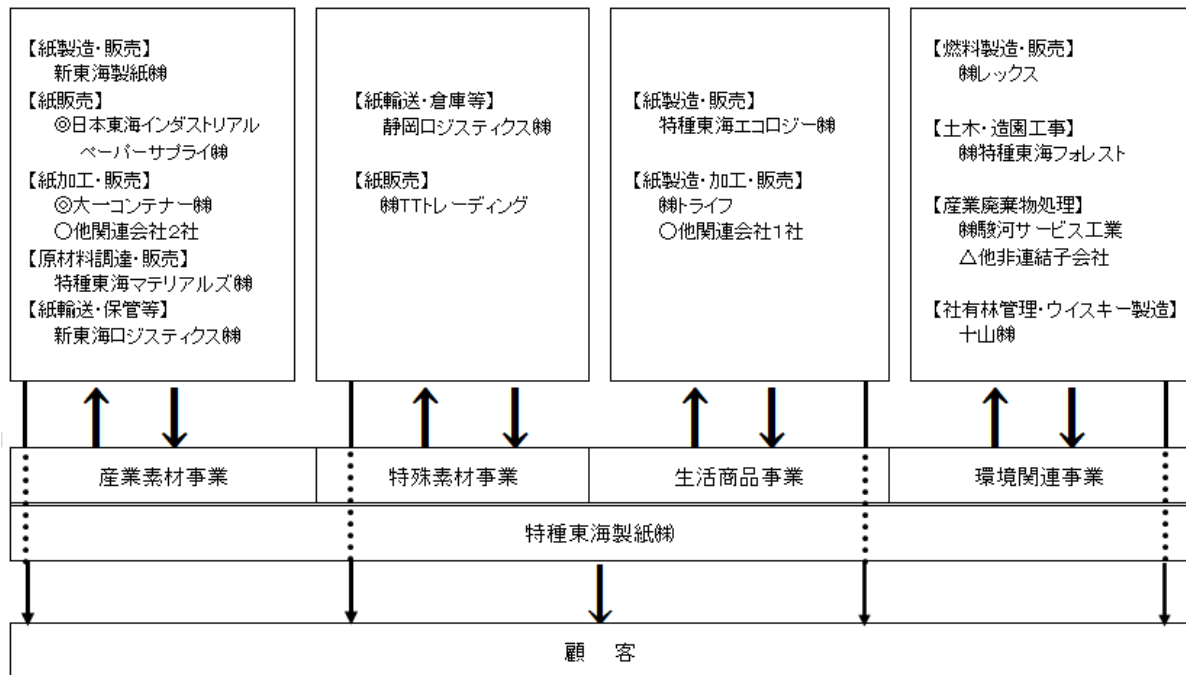 【紙製造・販売】
新東海製紙㈱
【紙販売】
◎日本東海インダストリアル
ペーパーサプライ㈱
【紙加工・販売】
◎大一コンテナー㈱
○他関連会社2社
【原材料調達・販売】
特種東海マテリアルズ㈱
【紙輸送・保管等】
新東海ロジスティクス㈱
【紙輸送・倉庫等】
静岡ロジスティクス㈱
【紙販売】
㈱TTトレーディング
【紙製造・販売】
特種東海エコロジー㈱
【紙製造・加工・販売】
㈱トライフ
○他関連会社1社
【燃料製造・販売】
㈱レックス
【土木・造園工事】
㈱特種東海フォレスト
【産業廃棄物処理】
㈱駿河サービス工業
△他非連結子会社
【社有林管理・ウイスキー製造】
十山㈱
産業素材事業
特殊素材事業
生活商品事業
環境関連事業
特種東海製紙㈱
顧 客